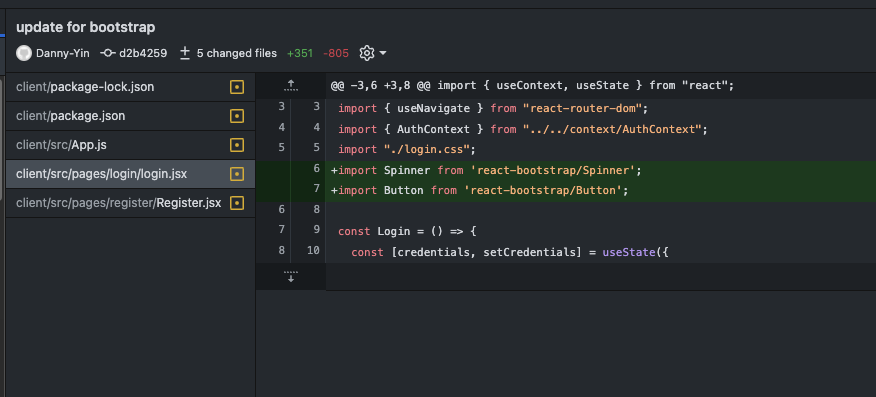 update for bootstrap
Danny-Yin d2b4259 5 changed files +351 -805
client/package-lock.json
client/package.json
client/src/App.js
client/src/pages/login/login.jsx
client/src/pages/register/Register.jsx
@@ -3,6 +3,8 @@ import { useContext, useState } from "react";
3 3 import { useNavigate } from "react-router-dom";
4 4 import { AuthContext } from "../../context/AuthContext";
5 5 import "./login.css";
6 +import Spinner from 'react-bootstrap/Spinner';
7 +import Button from 'react-bootstrap/Button';
6 8
7 9 const Login = () => {
8 10 const [credentials, setCredentials] = useState({